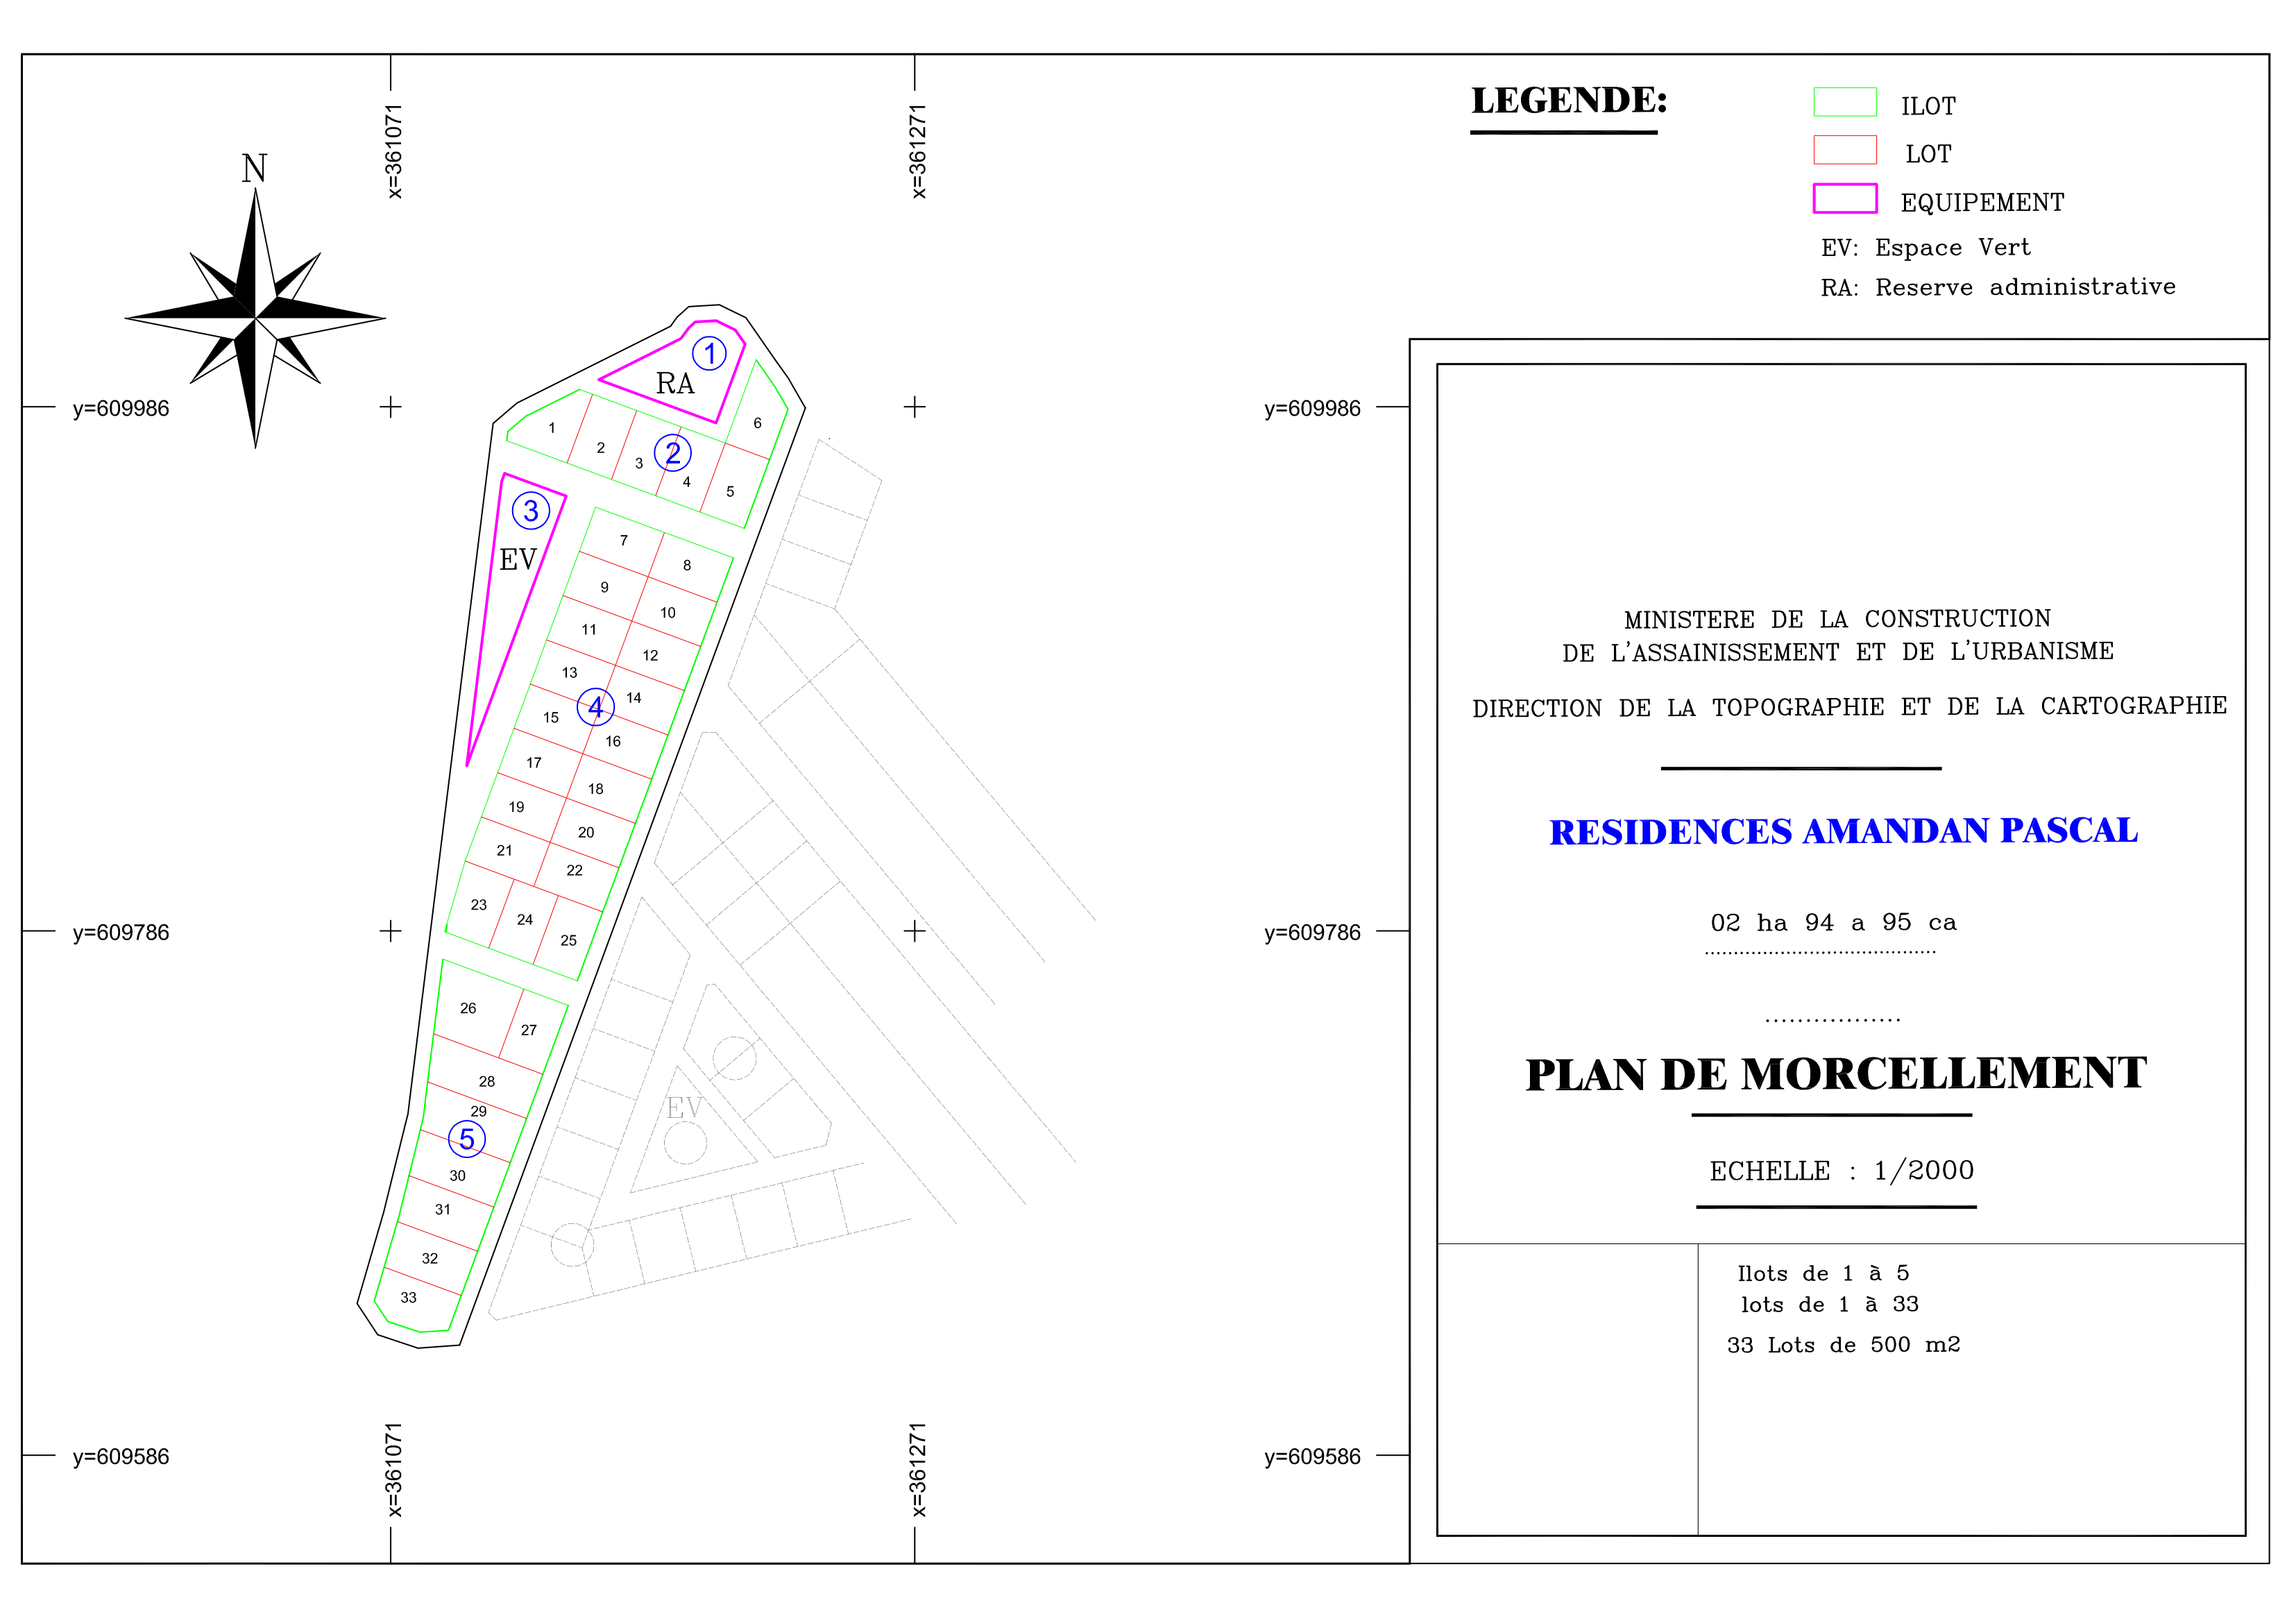 x=361071
x=361271
LEGENDE:
ILOT
LOT
EQUIPEMENT
EV: Espace Vert
RA: Reserve administrative
N
y=609986
y=609986
1
RA
1
2
3
2
4
5
6
3
EV
7
8
9
10
11
12
13
14
4
15
16
17
18
19
20
21
22
23
24
25
y=609786
y=609786
26
27
28
29
5
30
31
32
33
EV
y=609586
y=609586
x=361071
x=361271
MINISTERE DE LA CONSTRUCTION
DE L'ASSAINISSEMENT ET DE L'URBANISME
DIRECTION DE LA TOPOGRAPHIE ET DE LA CARTOGRAPHIE
RESIDENCES AMANDAN PASCAL
02 ha 94 a 95 ca
........................................
.................
PLAN DE MORCELLEMENT
ECHELLE : 1/2000
Ilots de 1 à 5
lots de 1 à 33
33 Lots de 500 m2